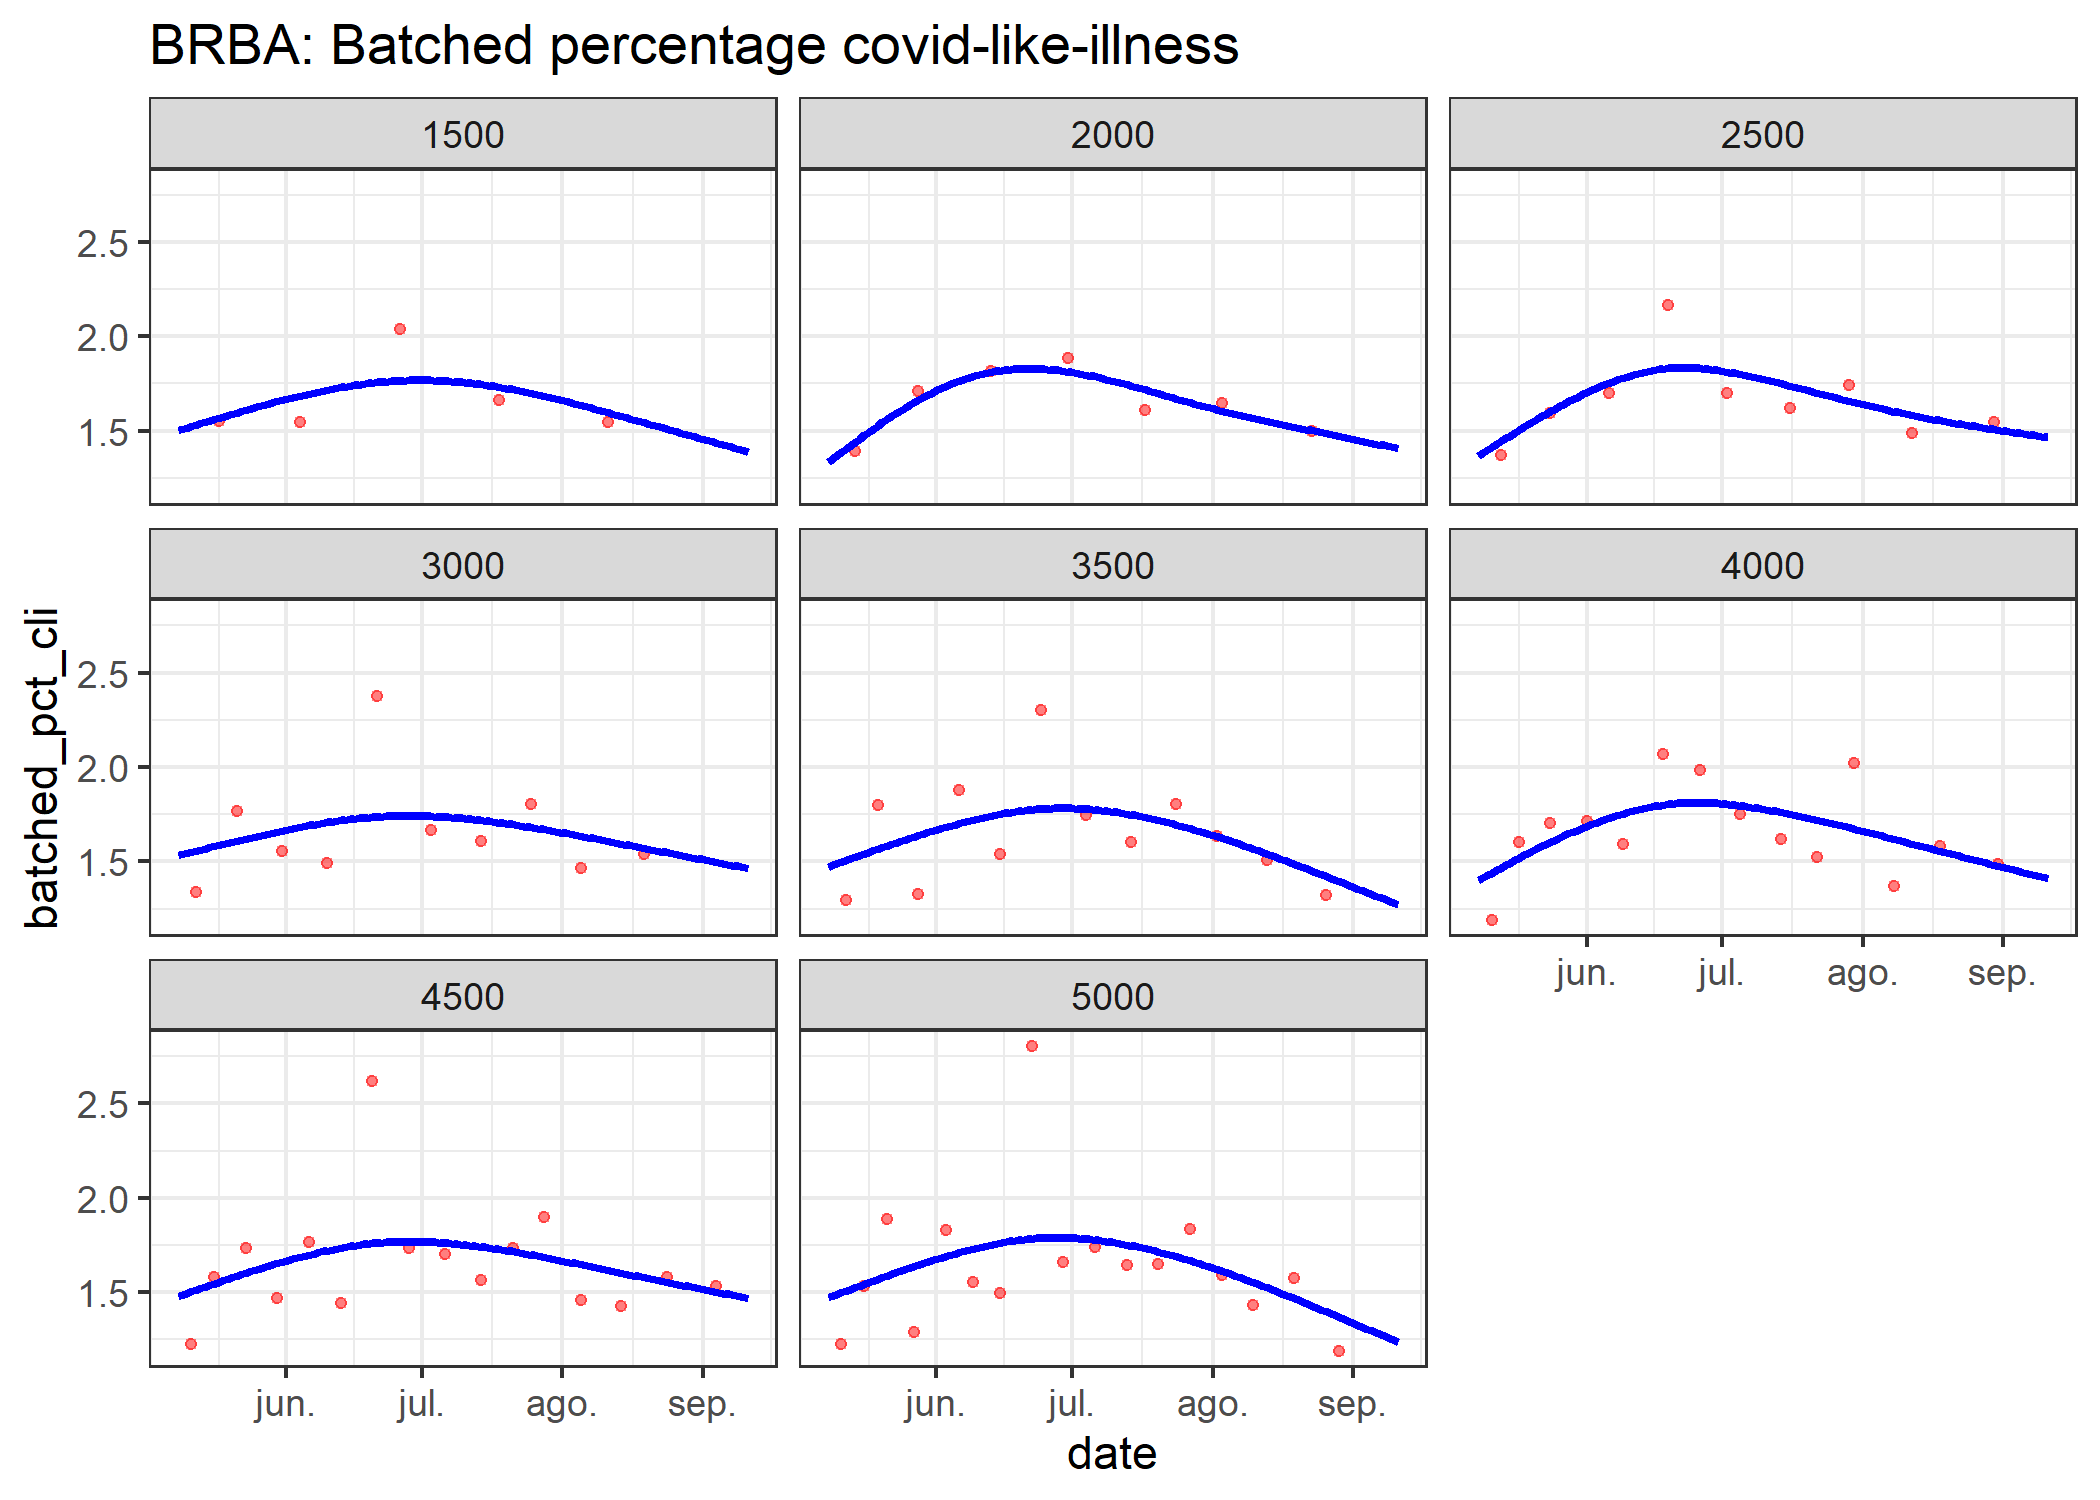 BRBA: Batched percentage covid-like-illness
1500
2000
2500
2.5
2.0
1.5
3000
3500
4000
batched_pct_cli
2.5
2.0
1.5
jun.
jul.
ago.
sep.
4500
5000
2.5
2.0
1.5
jun.
jul.
ago.
sep.
jun.
jul.
ago.
sep.
date